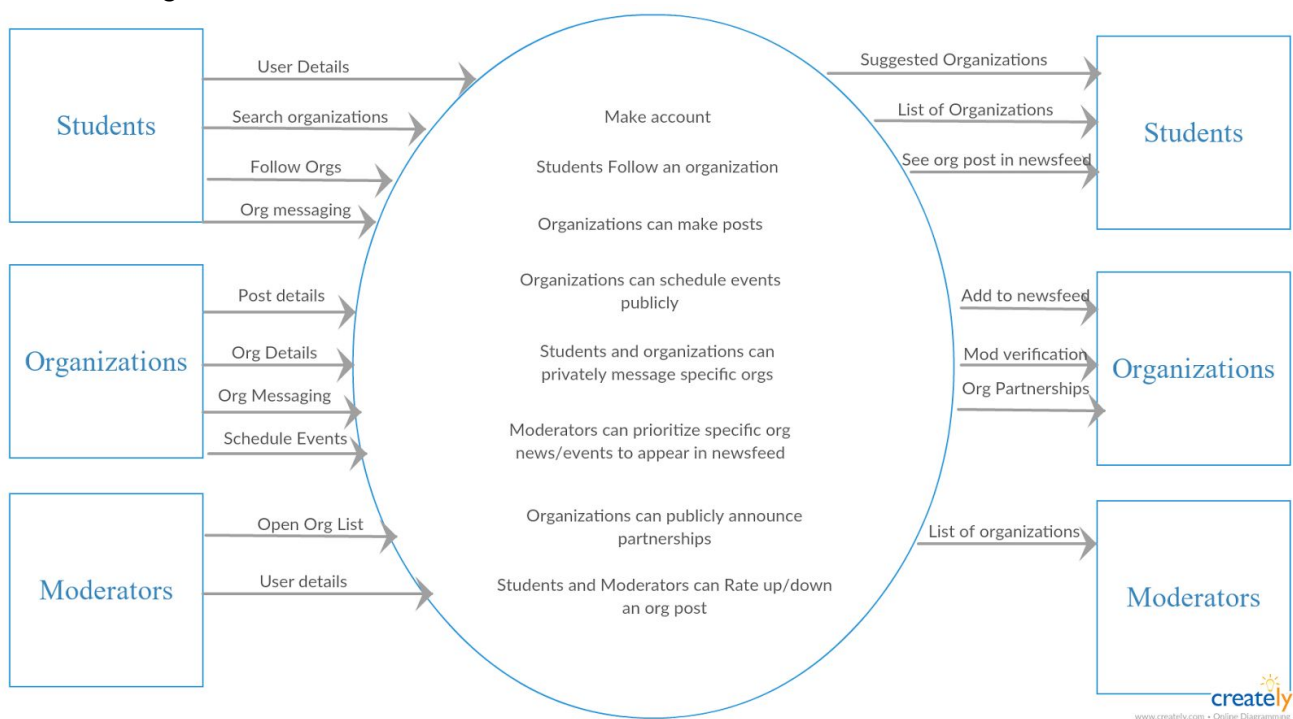 Students
User Details
Search organizations
Follow Orgs
Org messaging
Organizations
Post details
Org Details
Org Messaging
Schedule Events
Moderators
Open Org List
User details
Make account
Students Follow an organization
Organizations can make posts
Organizations can schedule events
publicly
Students and organizations can
privately message specific orgs
Moderators can prioritize specific org
news/events to appear in newsfeed
Organizations can publicly announce
partnerships
Students and Moderators can Rate up/down
an org post
Suggested Organizations
List of Organizations
See org post in newsfeed
Students
Add to newsfeed
Mod verification
Org Partnerships
Organizations
List of organizations
Moderators
creately
www.creately.com • Online Diagramming